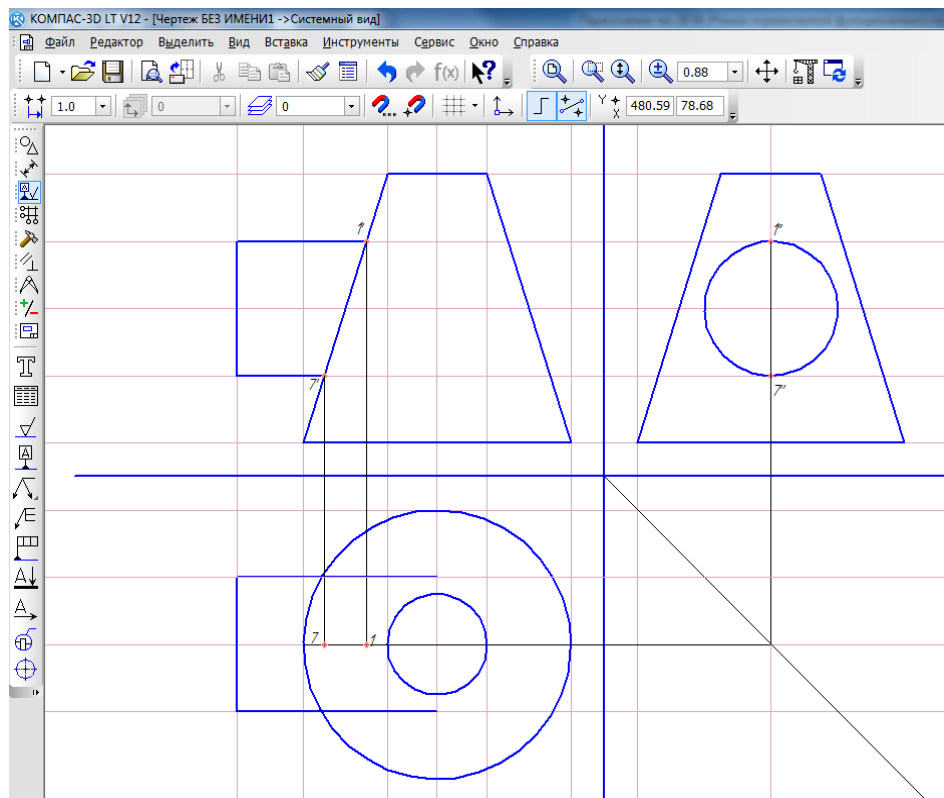 КОМПАС-3D LT V12 - [Чертеж БЕЗ ИМЕНИ1 ->Системный вид]
Файл Редактор Выделить Вид Вставка Инструменты Сервис Окно Справка
f(x) 0.88
1.0 0 0 480.59 78.68
1' 1"
7' 7"
7 1